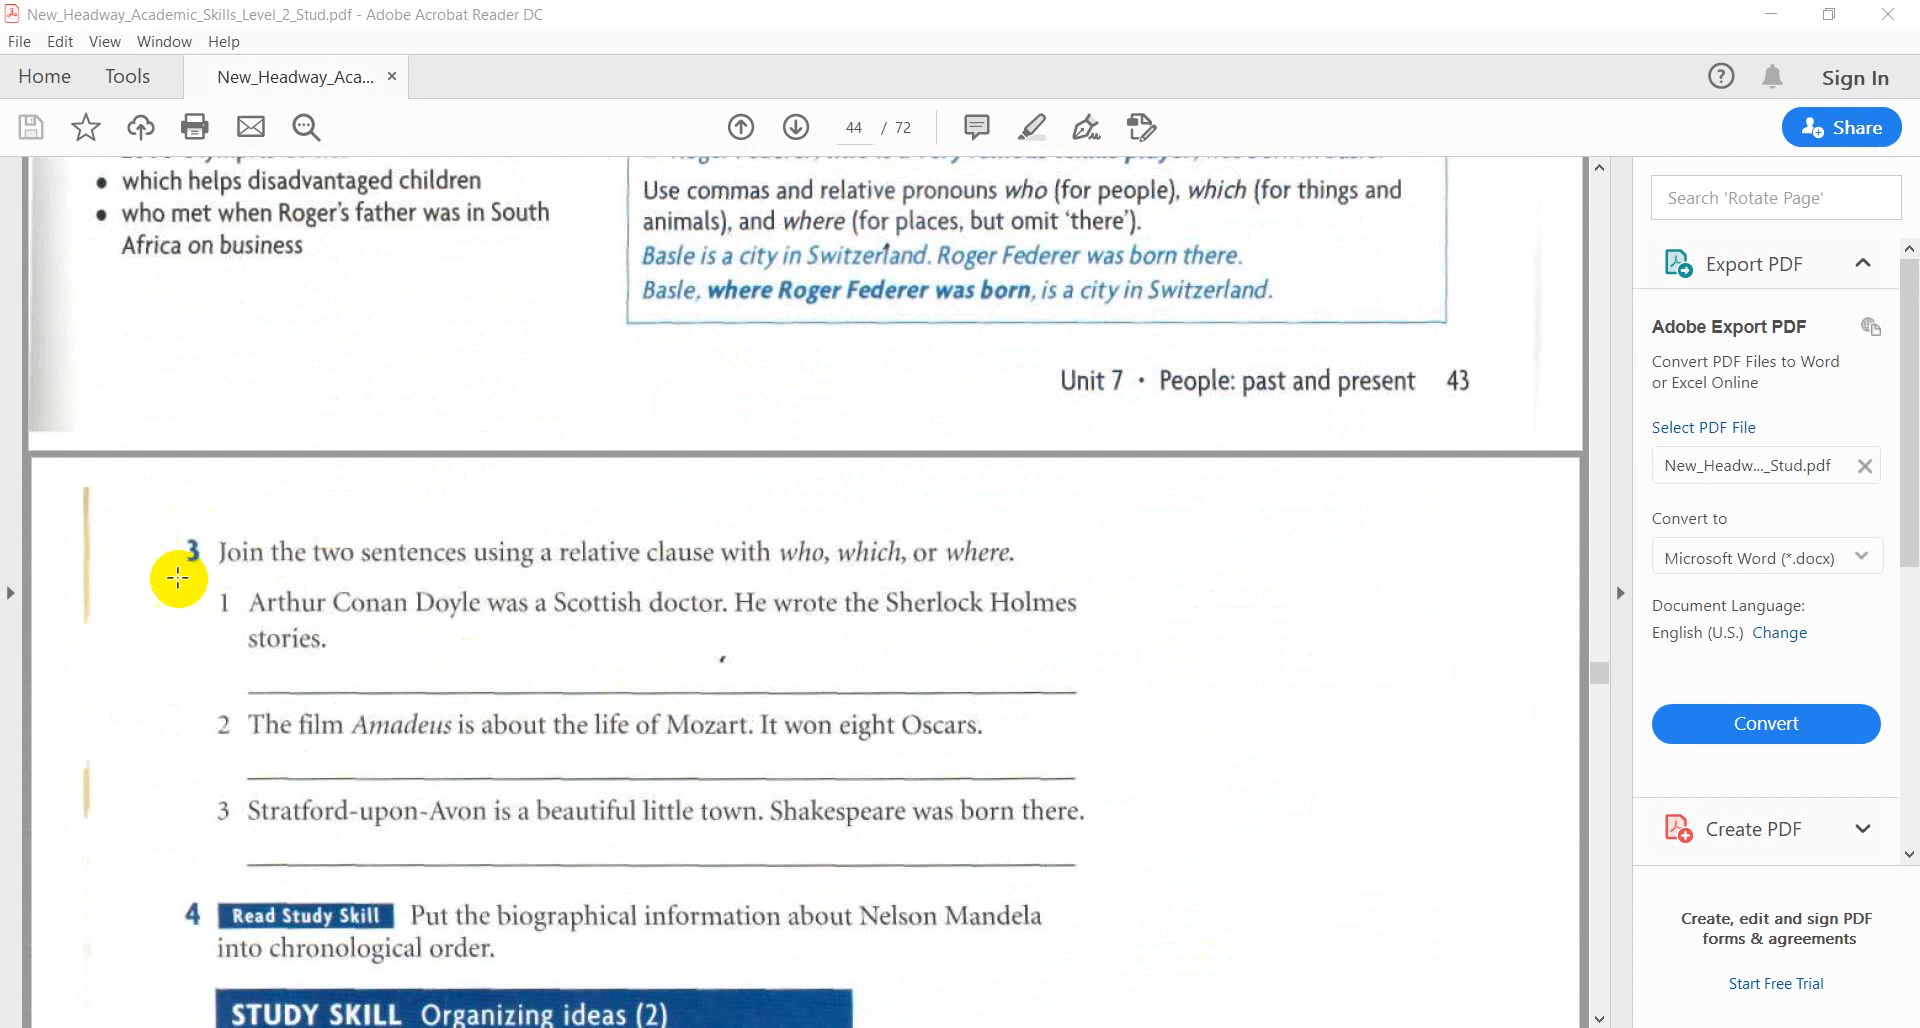 New_Headway_Academic_Skills_Level_2_Stud.pdf - Adobe Acrobat Reader DC
File Edit View Window Help
Home Tools New_Headway_Aca... × Sign In
44 / 72 Share
• which helps disadvantaged children
• who met when Roger's father was in South
Africa on business
Use commas and relative pronouns who (for people), which (for things and
animals), and where (for places, but omit ‘there’).
Basle is a city in Switzerland. Roger Federer was born there.
Basle, where Roger Federer was born, is a city in Switzerland.
Unit 7 • People: past and present 43
3 Join the two sentences using a relative clause with who, which, or where.
1 Arthur Conan Doyle was a Scottish doctor. He wrote the Sherlock Holmes
stories.
2 The film Amadeus is about the life of Mozart. It won eight Oscars.
3 Stratford-upon-Avon is a beautiful little town. Shakespeare was born there.
4 Read Study Skill Put the biographical information about Nelson Mandela
into chronological order.
STUDY SKILL Organizing ideas (2)
Search 'Rotate Page'
Export PDF
Adobe Export PDF
Convert PDF Files to Word
or Excel Online
Select PDF File
New_Headw..._Stud.pdf
Convert to
Microsoft Word (*.docx)
Document Language:
English (U.S.) Change
Convert
Create PDF
Create, edit and sign PDF
forms & agreements
Start Free Trial